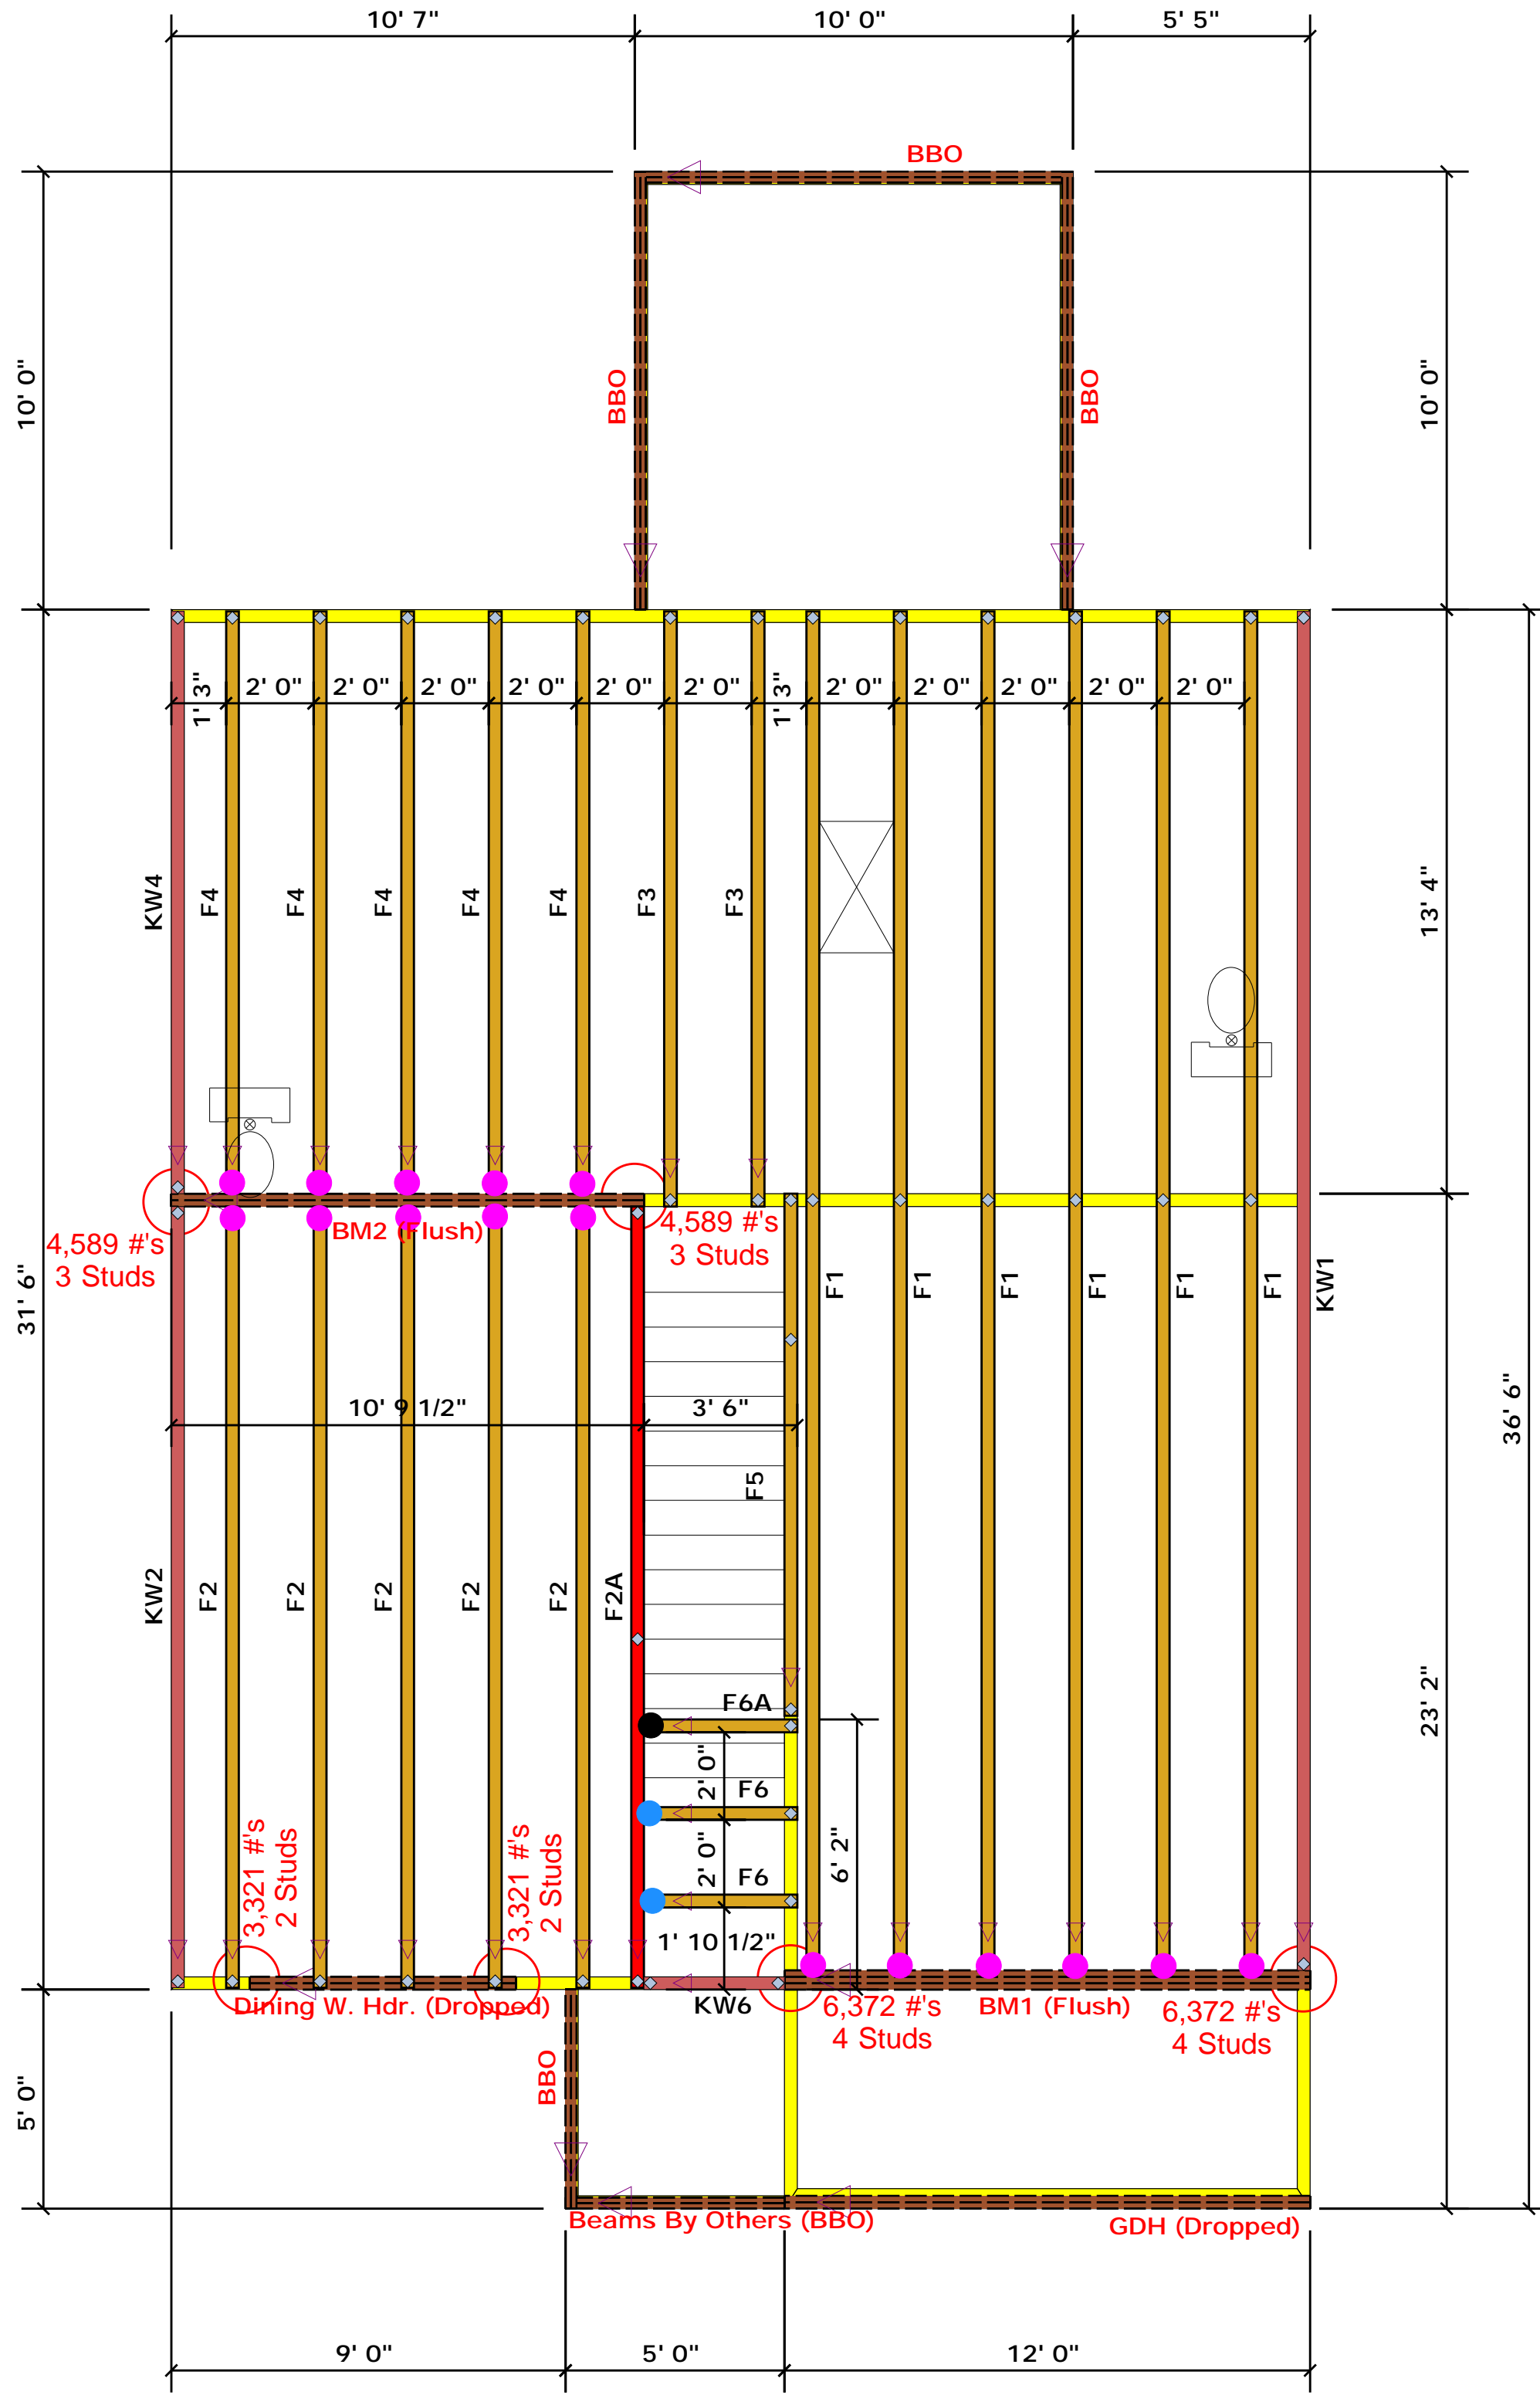 10' 7"
10' 0"
5' 5"
BBO
10' 0"
BBO
BBO
10' 0"
1' 3"
2' 0"
2' 0"
2' 0"
2' 0"
2' 0"
2' 0"
1' 3"
2' 0"
2' 0"
2' 0"
2' 0"
2' 0"
KW4
F4
F4
F4
F4
F4
F3
F3
13' 4"
4,589 #'s
3 Studs
BM2 (Flush)
4,589 #'s
3 Studs
31' 6"
F1
F1
F1
F1
F1
F1
KW1
10' 9 1/2"
3' 6"
36' 6"
F5
KW2
F2
F2
F2
F2
F2
F2A
23' 2"
F6A
2' 0"
F6
2' 0"
F6
6' 2"
1' 10 1/2"
3,321 #'s
2 Studs
3,321 #'s
2 Studs
Dining W. Hdr. (Dropped)
KW6
6,372 #'s
4 Studs
BM1 (Flush)
6,372 #'s
4 Studs
5' 0"
BBO
Beams By Others (BBO)
GDH (Dropped)
9' 0"
5' 0"
12' 0"